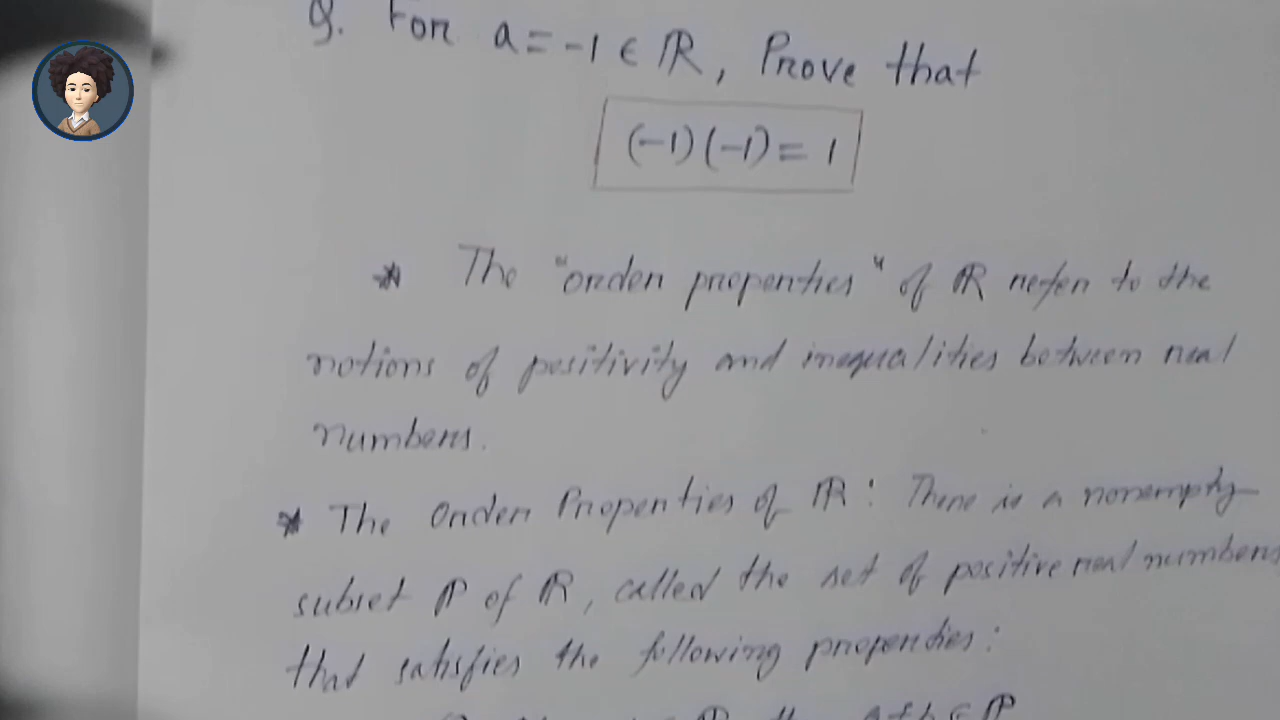 Q. For a = -1 ∈ ℝ, Prove that
(-1)(-1) = 1
* The "order properties" of ℝ refer to the
notions of positivity and inequalities between real
numbers.
* The Order Properties of ℝ: There is a nonempty
subset ℙ of ℝ, called the set of positive real numbers
that satisfies the following properties:
a+b ∈ ℙ